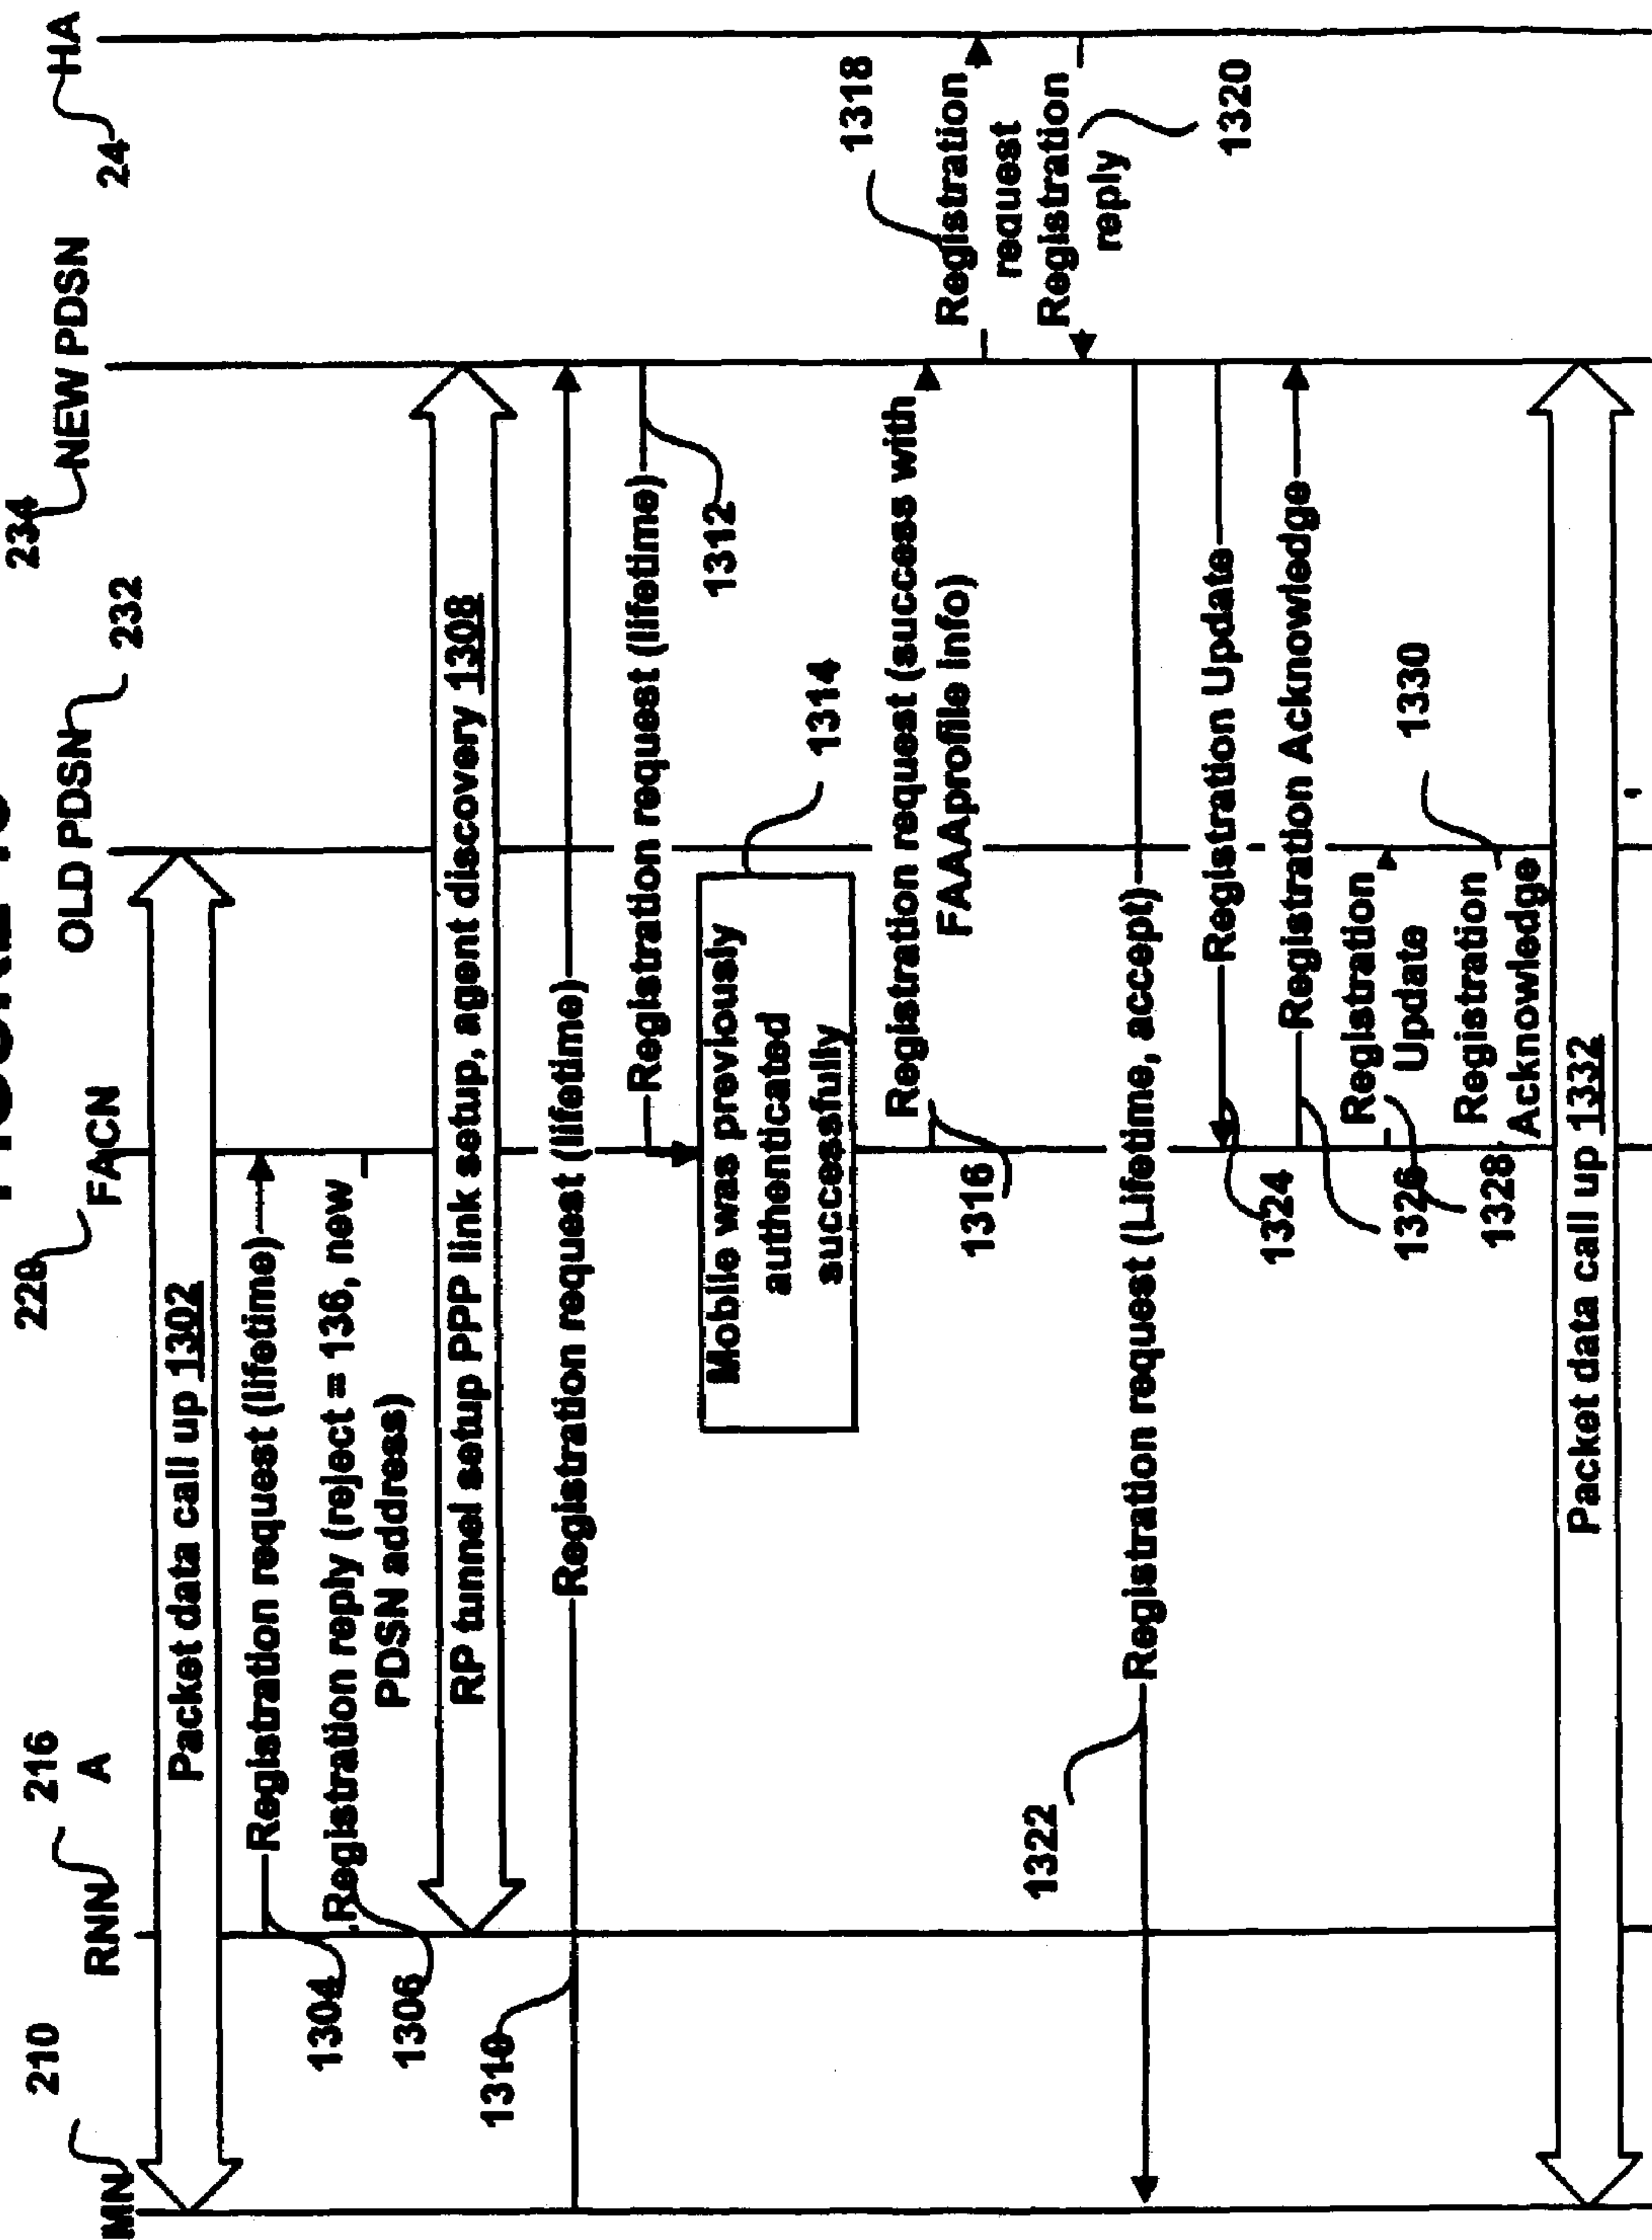 210
216
220
232
234
24
MN
RNN
A
FACN
OLD PDSN
NEW PDSN
HA
Packet data call up 1302
Registration request (lifetime)
1304
Registration reply (reject = 136, new
PDSN address)
1306
RP tunnel setup PPP link setup, agent discovery 1308
Registration request (lifetime)
1310
Registration request (lifetime)
1312
Mobile was previously
authenticated
successfully
1314
Registration request (success with
FAAAprofile info)
1316
1318
Registration
request
Registration
reply
1320
Registration request (Lifetime, accept)
1322
Registration Update
1324
Registration Acknowledge
1326
Registration
Update
1328
Registration
Acknowledge
1330
Packet data call up 1332